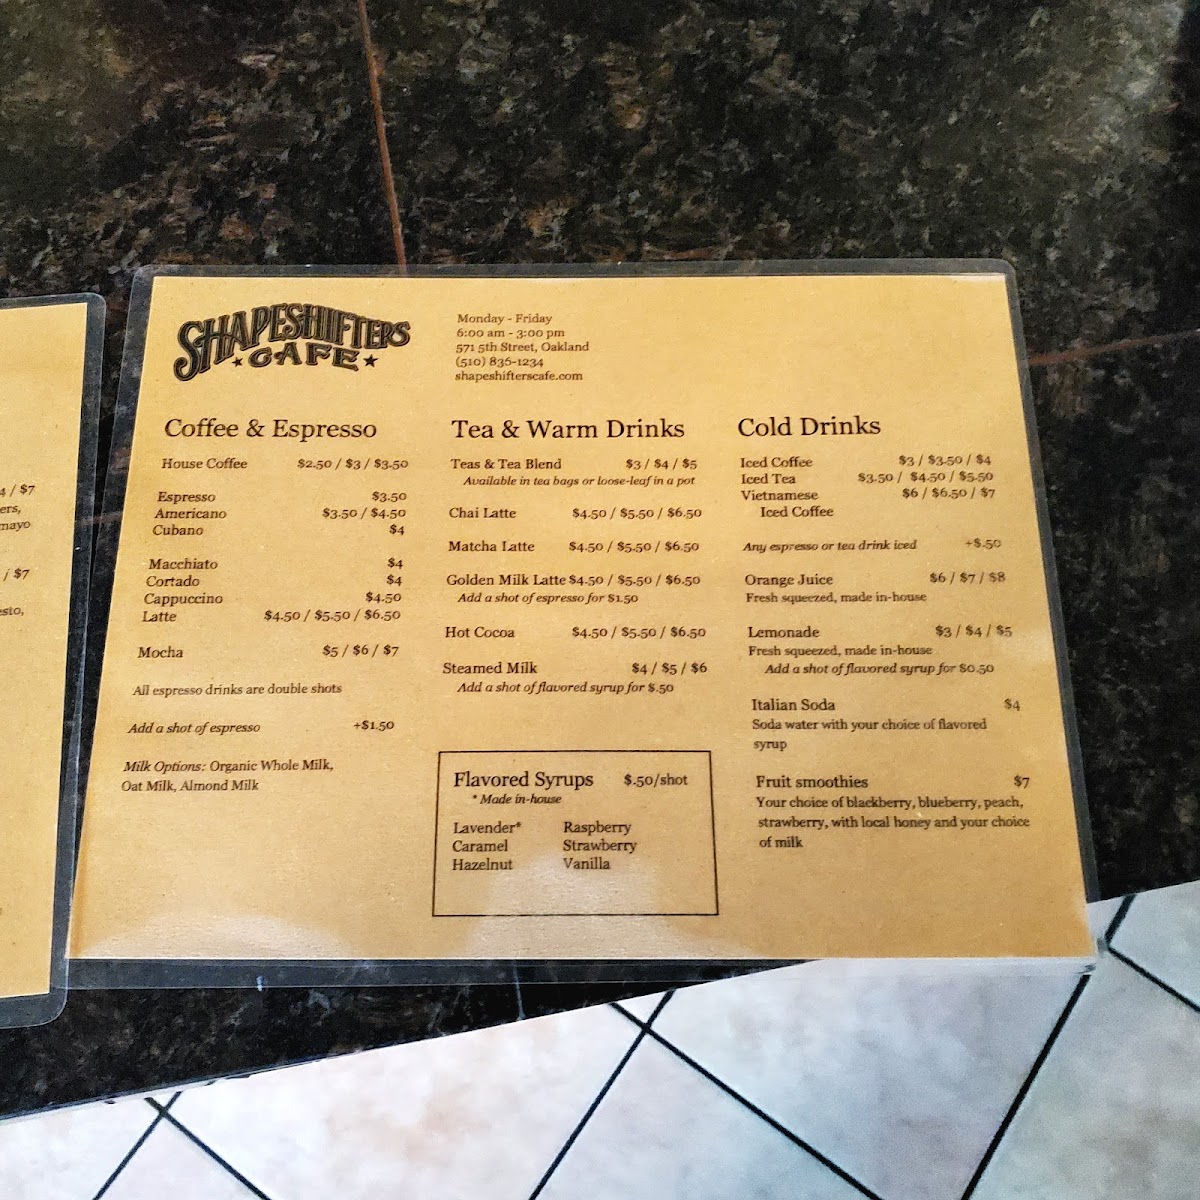 4 / $7
ers,
mayo
/ $7
esto,
SHAPESHIFTERS
CAFE
Monday - Friday
6:00 am - 3:00 pm
571 5th Street, Oakland
(510) 836-1234
shapeshifterscafe.com
Coffee & Espresso
House Coffee $2.50 / $3 / $3.50
Espresso $3.50
Americano $3.50 / $4.50
Cubano $4
Macchiato $4
Cortado $4
Cappuccino $4.50
Latte $4.50 / $5.50 / $6.50
Mocha $5 / $6 / $7
All espresso drinks are double shots
Add a shot of espresso +$1.50
Milk Options: Organic Whole Milk,
Oat Milk, Almond Milk
Tea & Warm Drinks
Teas & Tea Blend $3 / $4 / $5
Available in tea bags or loose-leaf in a pot
Chai Latte $4.50 / $5.50 / $6.50
Matcha Latte $4.50 / $5.50 / $6.50
Golden Milk Latte $4.50 / $5.50 / $6.50
Add a shot of espresso for $1.50
Hot Cocoa $4.50 / $5.50 / $6.50
Steamed Milk $4 / $5 / $6
Add a shot of flavored syrup for $.50
Flavored Syrups $.50/shot
* Made in-house
Lavender* Raspberry
Caramel Strawberry
Hazelnut Vanilla
Cold Drinks
Iced Coffee $3 / $3.50 / $4
Iced Tea $3.50 / $4.50 / $5.50
Vietnamese $6 / $6.50 / $7
Iced Coffee
Any espresso or tea drink iced +$.50
Orange Juice $6 / $7 / $8
Fresh squeezed, made in-house
Lemonade $3 / $4 / $5
Fresh squeezed, made in-house
Add a shot of flavored syrup for $0.50
Italian Soda $4
Soda water with your choice of flavored
syrup
Fruit smoothies $7
Your choice of blackberry, blueberry, peach,
strawberry, with local honey and your choice
of milk